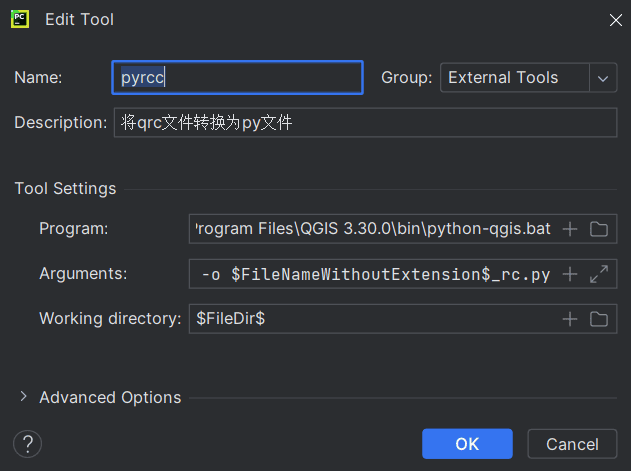 PC Edit Tool
Name: pyrcc Group: External Tools
Description: 将qrc文件转换为py文件
Tool Settings
Program: Program Files\QGIS 3.30.0\bin\python-qgis.bat
Arguments: -o $FileNameWithoutExtension$_rc.py
Working directory: $FileDir$
Advanced Options
? OK Cancel